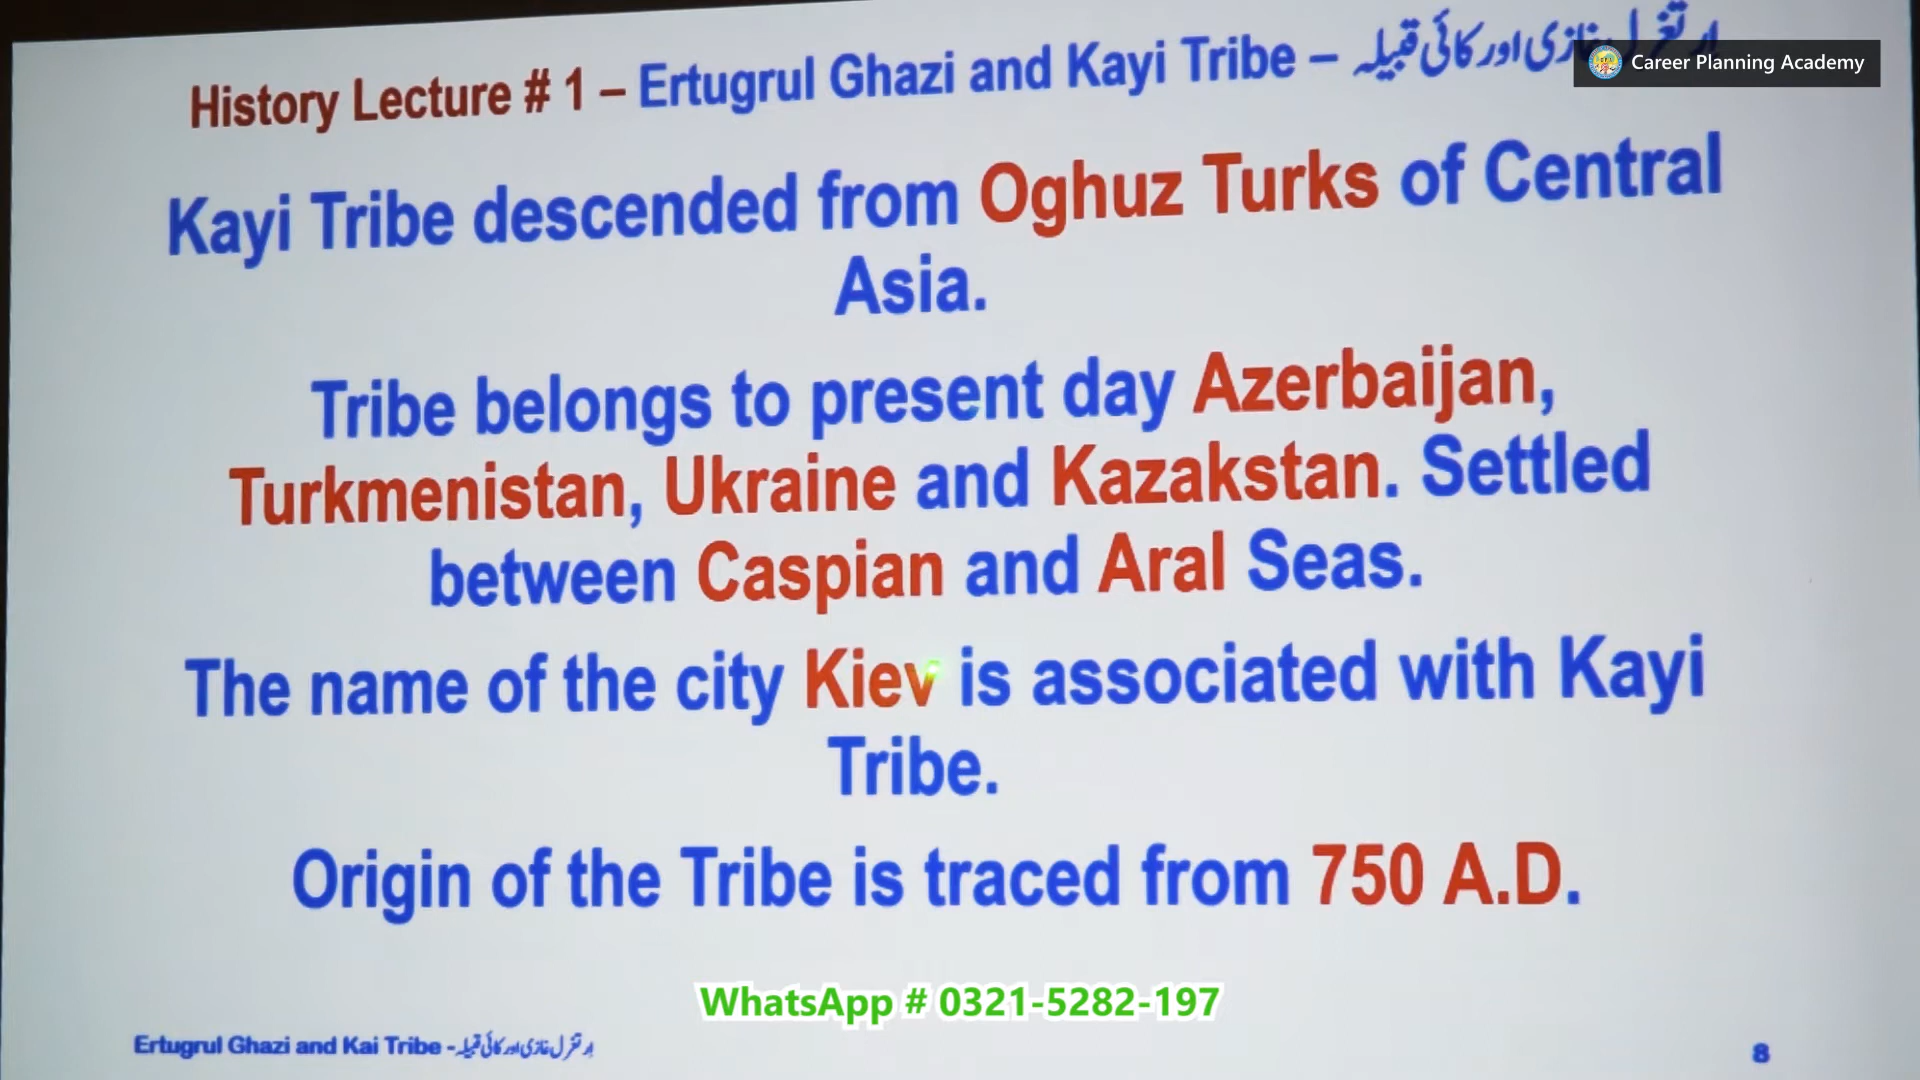 History Lecture # 1 – Ertugrul Ghazi and Kayi Tribe – ارتغرل غازی اور کائی قبیلہ
Career Planning Academy
Kayi Tribe descended from Oghuz Turks of Central
Asia.
Tribe belongs to present day Azerbaijan,
Turkmenistan, Ukraine and Kazakstan. Settled
between Caspian and Aral Seas.
The name of the city Kiev is associated with Kayi
Tribe.
Origin of the Tribe is traced from 750 A.D.
WhatsApp # 0321-5282-197
Ertugrul Ghazi and Kai Tribe - ارتغرل غازی اور کائی قبیلہ
8